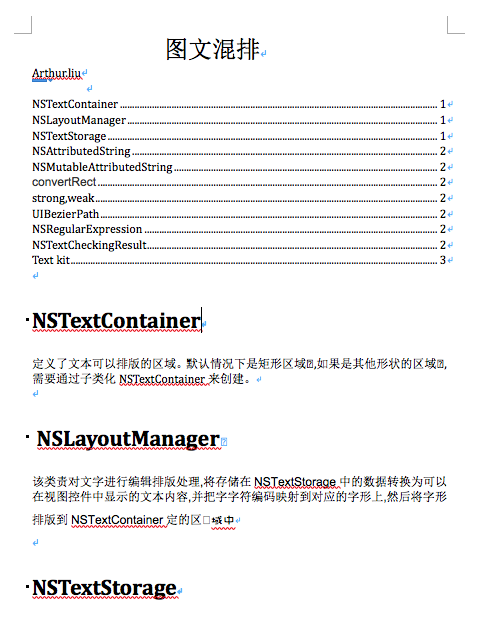 图文混排
Arthur.liu
NSTextContainer 1
NSLayoutManager 1
NSTextStorage 1
NSAttributedString 2
NSMutableAttributedString 2
convertRect 2
strong,weak 2
UIBezierPath 2
NSRegularExpression 2
NSTextCheckingResult 2
Text kit 3
NSTextContainer
定义了文本可以排版的区域。默认情况下是矩形区域,如果是其他形状的区域,
需要通过子类化 NSTextContainer 来创建。
NSLayoutManager
该类责对文字进行编辑排版处理,将存储在 NSTextStorage 中的数据转换为可以
在视图控件中显示的文本内容,并把字字符编码映射到对应的字形上,然后将字形
排版到 NSTextContainer 定的区域中
NSTextStorage